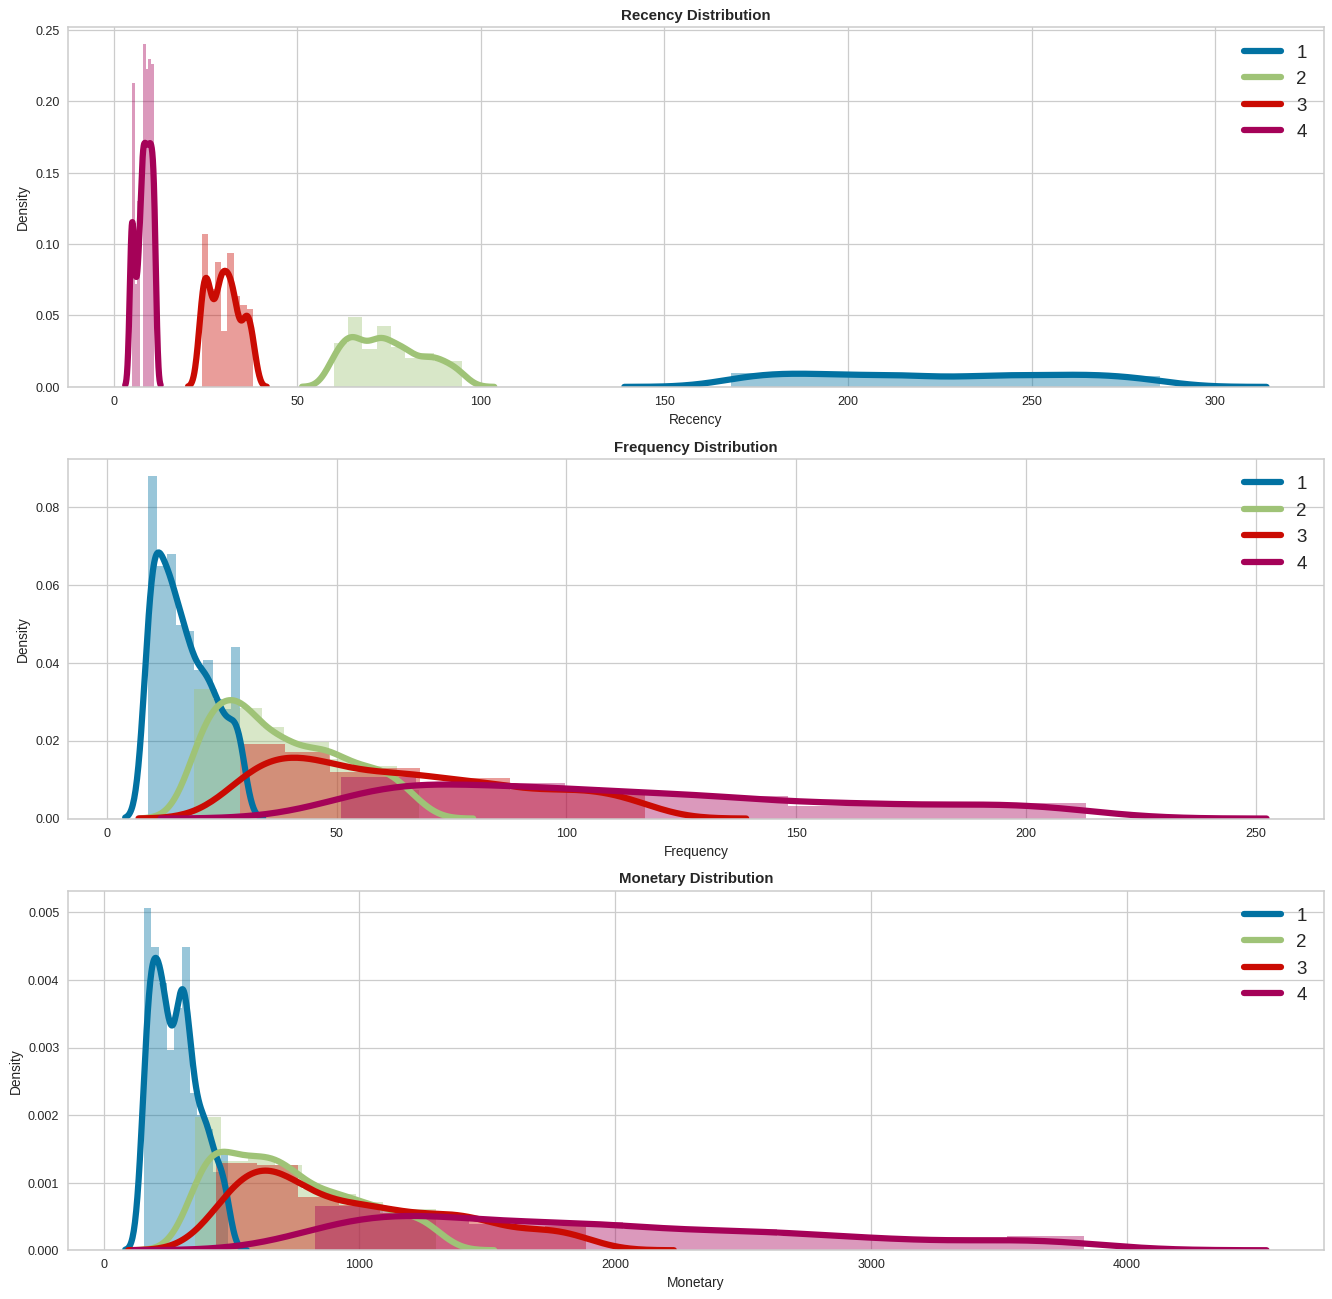 Recency Distribution
0.25
0.20
0.15
0.10
0.05
0.00
Density
0 50 100 150 200 250 300
Recency
1
2
3
4
Frequency Distribution
0.08
0.06
0.04
0.02
0.00
Density
0 50 100 150 200 250
Frequency
1
2
3
4
Monetary Distribution
0.005
0.004
0.003
0.002
0.001
0.000
Density
0 1000 2000 3000 4000
Monetary
1
2
3
4